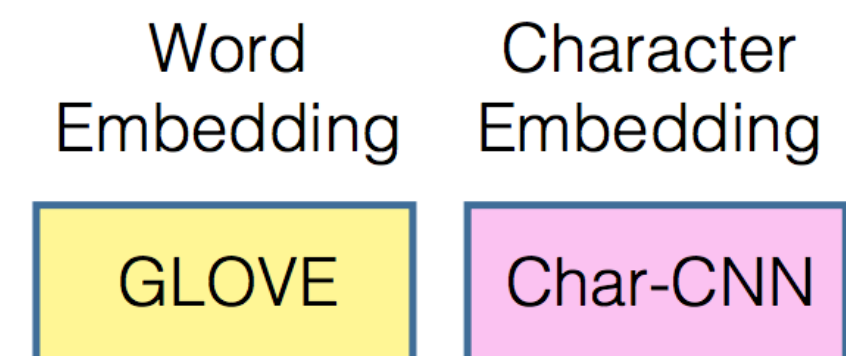 Word
Embedding
GLOVE
Character
Embedding
Char-CNN